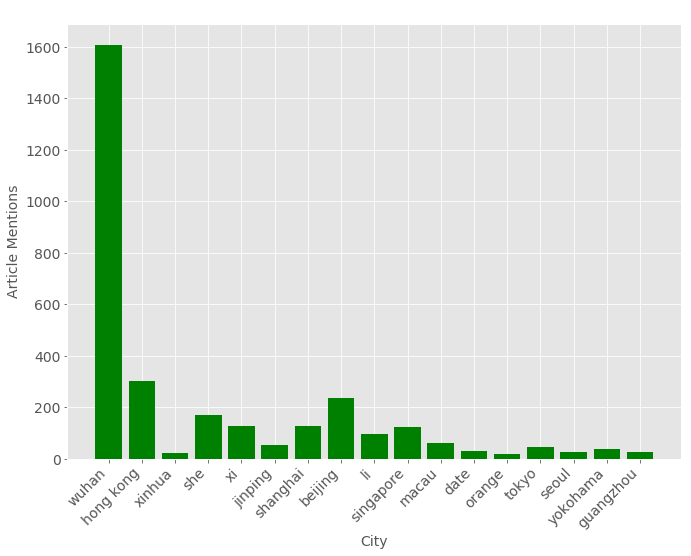 1600
1400
1200
1000
800
600
400
200
0
Article Mentions
wuhan
hong kong
xinhua
she
xi
jinping
shanghai
beijing
li
singapore
macau
date
orange
tokyo
seoul
yokohama
guangzhou
City